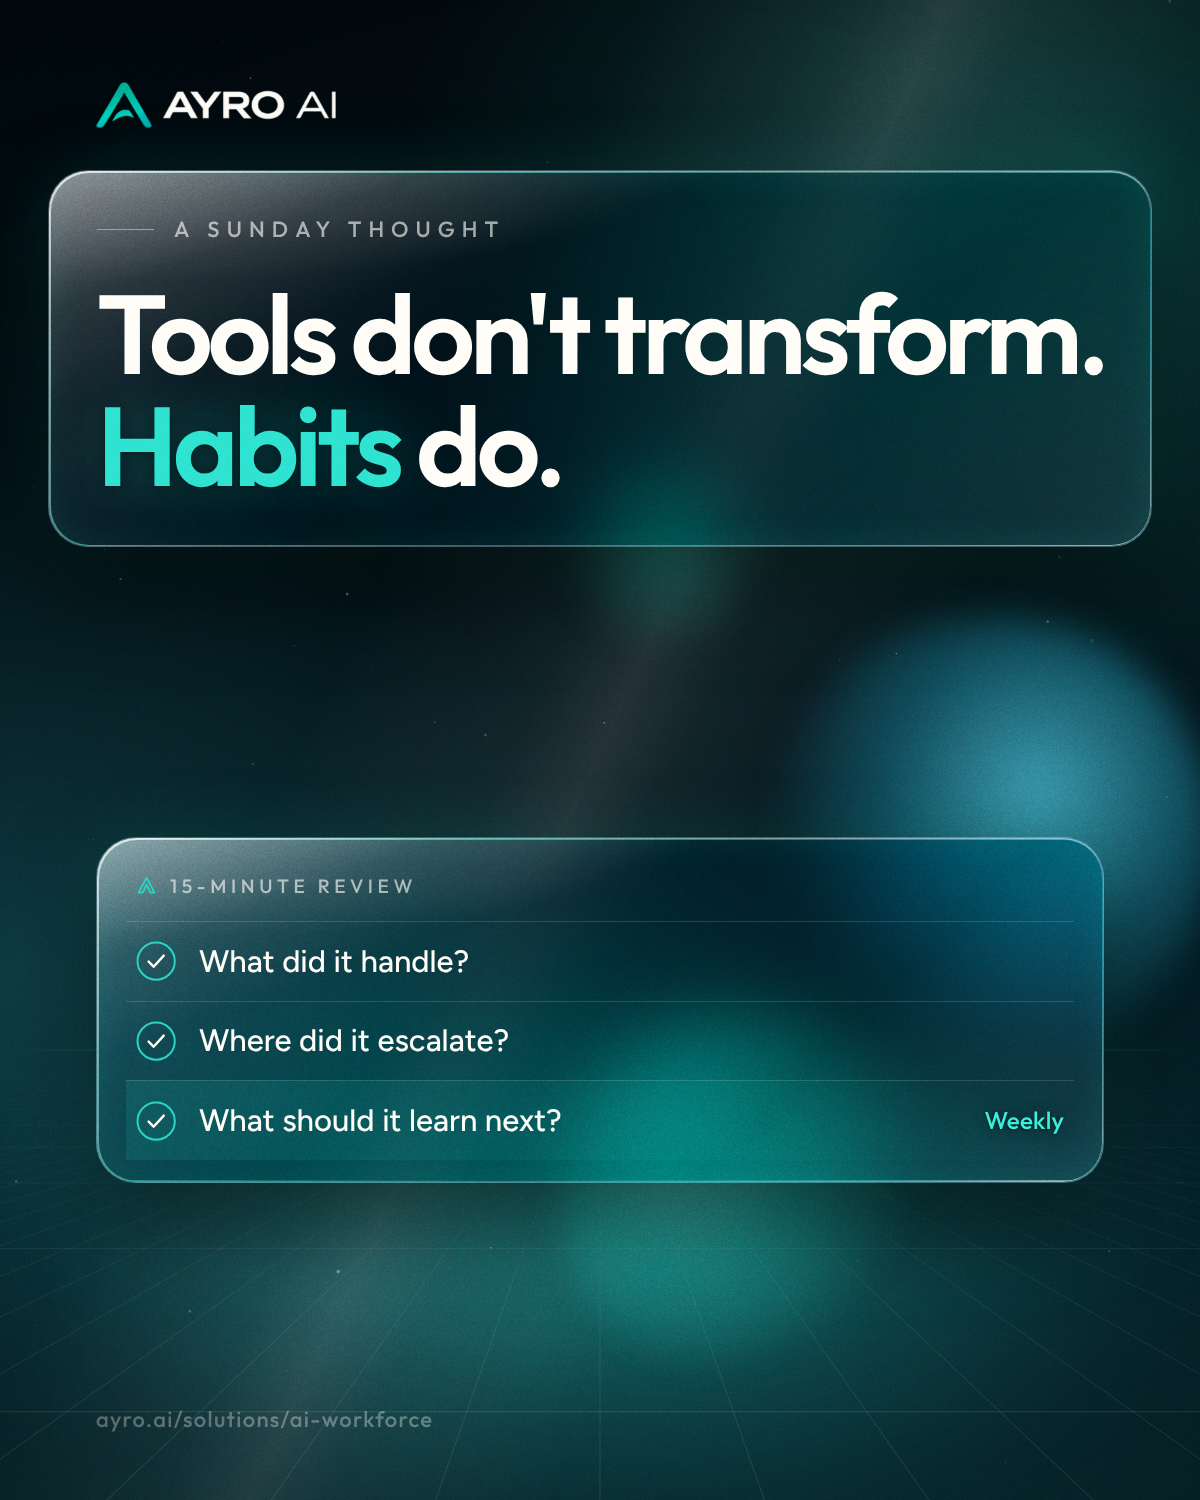 AYRO AI
A SUNDAY THOUGHT
Tools don't transform.
Habits do.
15-MINUTE REVIEW
What did it handle?
Where did it escalate?
What should it learn next? Weekly
ayro.ai/solutions/ai-workforce